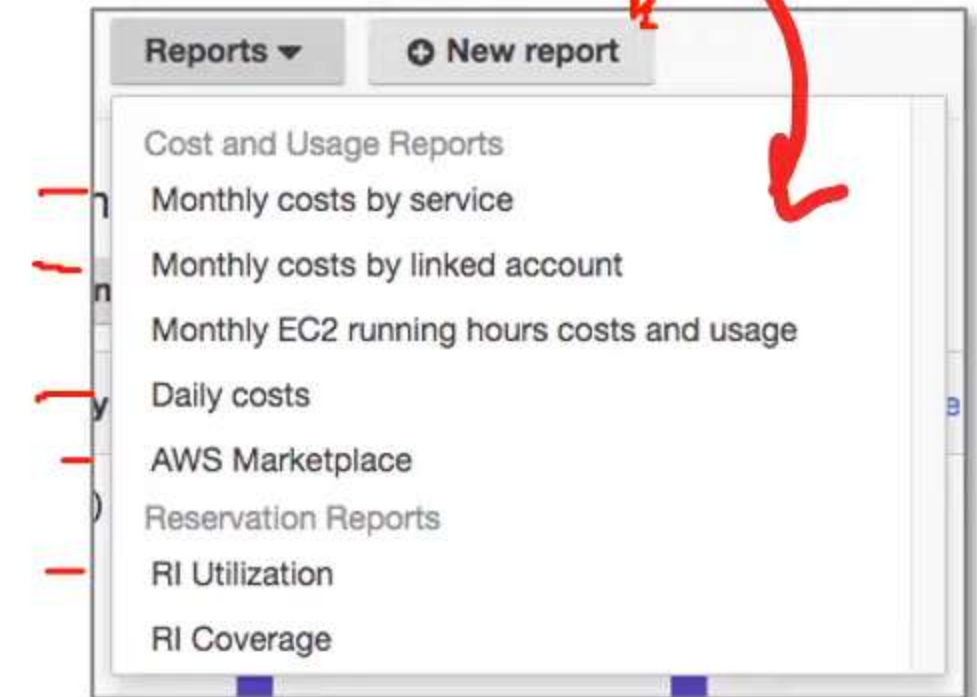 Reports New report
Cost and Usage Reports
Monthly costs by service
Monthly costs by linked account
Monthly EC2 running hours costs and usage
Daily costs
AWS Marketplace
Reservation Reports
RI Utilization
RI Coverage